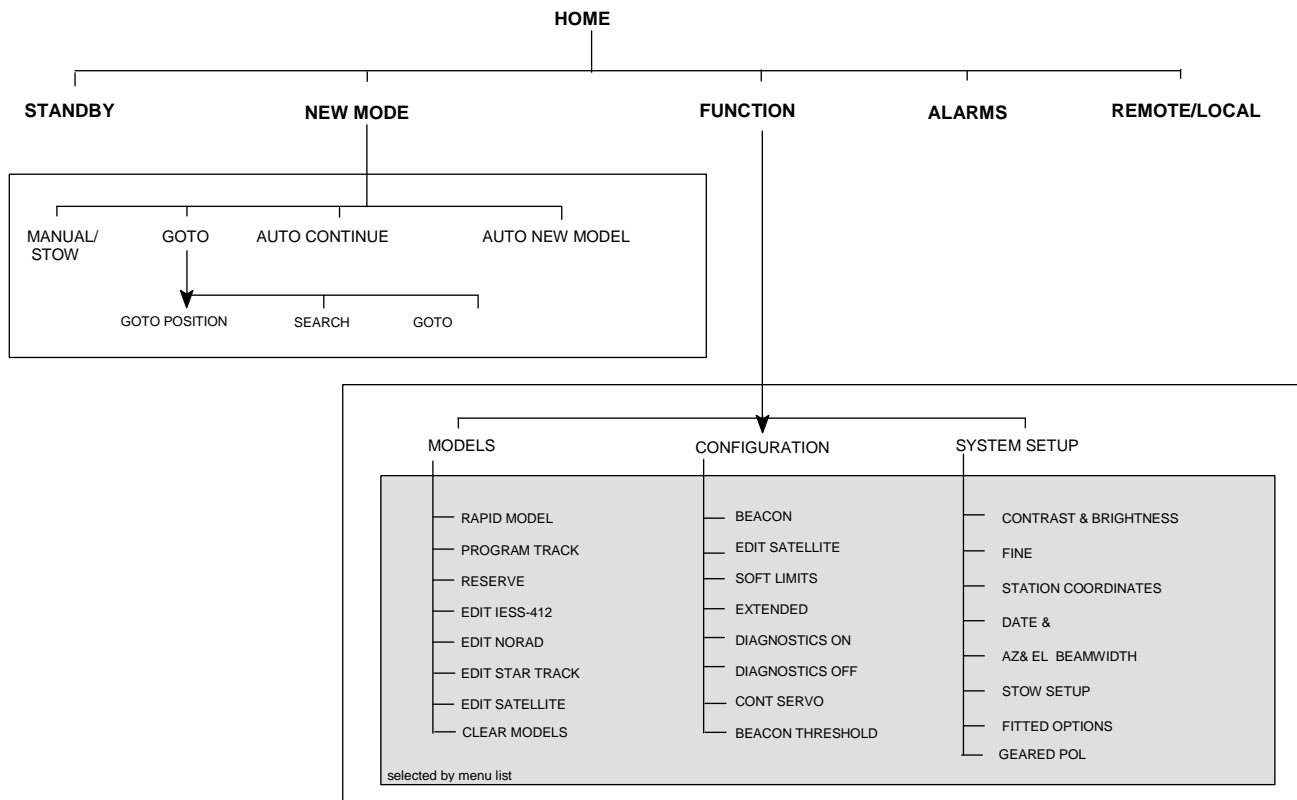 HOME
STANDBY
NEW MODE
FUNCTION
ALARMS
REMOTE/LOCAL
MANUAL/
STOW
GOTO
AUTO CONTINUE
AUTO NEW MODEL
GOTO POSITION
SEARCH
GOTO
MODELS
CONFIGURATION
SYSTEM SETUP
RAPID MODEL
PROGRAM TRACK
RESERVE
EDIT IESS-412
EDIT NORAD
EDIT STAR TRACK
EDIT SATELLITE
CLEAR MODELS
BEACON
EDIT SATELLITE
SOFT LIMITS
EXTENDED
DIAGNOSTICS ON
DIAGNOSTICS OFF
CONT SERVO
BEACON THRESHOLD
CONTRAST & BRIGHTNESS
FINE
STATION COORDINATES
DATE &
AZ& EL BEAMWIDTH
STOW SETUP
FITTED OPTIONS
GEARED POL
selected by menu list